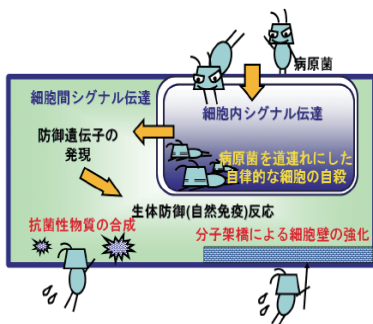 病原菌
細胞間シグナル伝達
細胞内シグナル伝達
防御遺伝子の
発現
病原菌を道連れにした
自律的な細胞の自殺
生体防御(自然免疫)反応
抗菌性物質の合成
分子架橋による細胞壁の強化